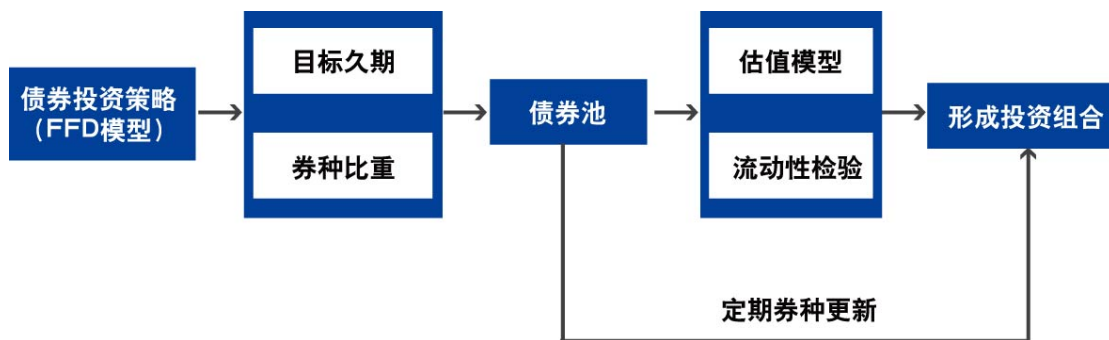 债券投资策略
（FFD模型）
目标久期
券种比重
债券池
估值模型
流动性检验
形成投资组合
定期券种更新